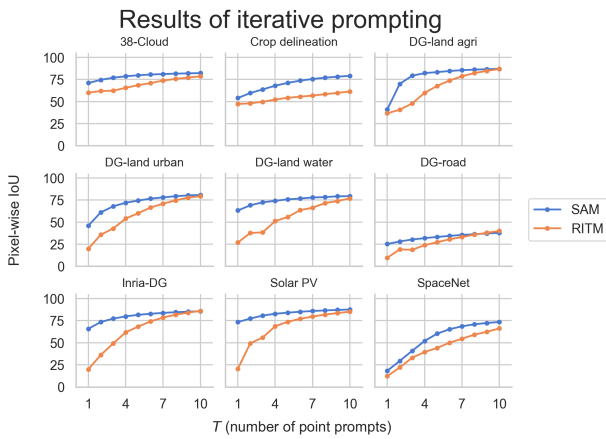 Results of iterative prompting
38-Cloud Crop delineation DG-land agri
100
75
50
25
0
DG-land urban DG-land water DG-road
100
75
50
25
0
Pixel-wise IoU
SAM
RITM
Inria-DG Solar PV SpaceNet
100
75
50
25
0
1 4 7 10 1 4 7 10 1 4 7 10
T (number of point prompts)